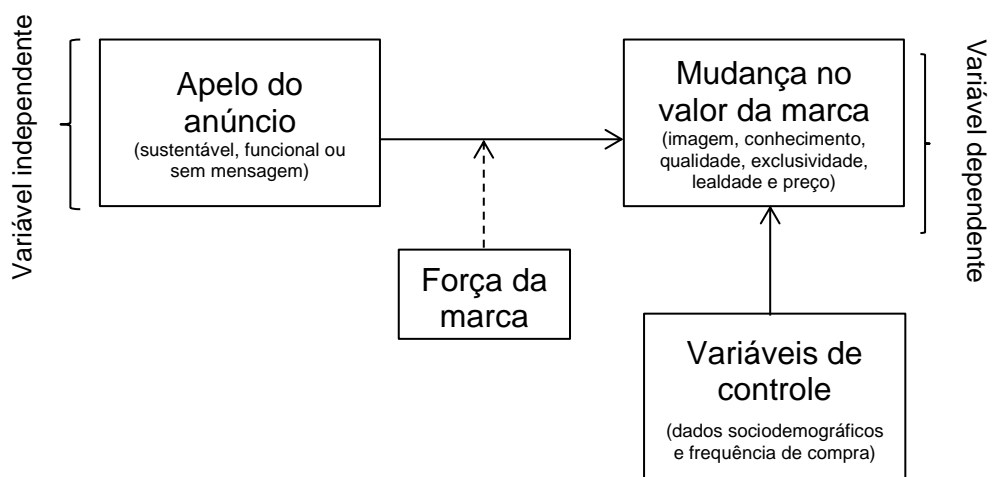 Variável independente
Apelo do
anúncio
(sustentável, funcional ou
sem mensagem)
Mudança no
valor da marca
(imagem, conhecimento,
qualidade, exclusividade,
lealdade e preço)
Variável dependente
Força da
marca
Variáveis de
controle
(dados sociodemográficos
e frequência de compra)